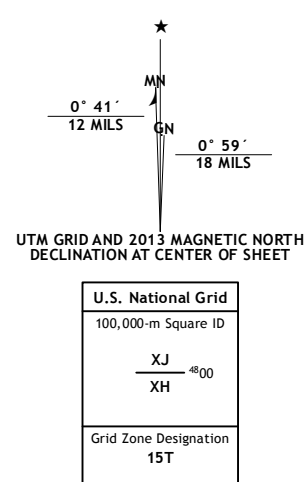 ★
MN
0° 41´
12 MILS
GN
0° 59´
18 MILS
UTM GRID AND 2013 MAGNETIC NORTH
DECLINATION AT CENTER OF SHEET
U.S. National Grid
100,000-m Square ID
XJ
4800
XH
Grid Zone Designation
15T